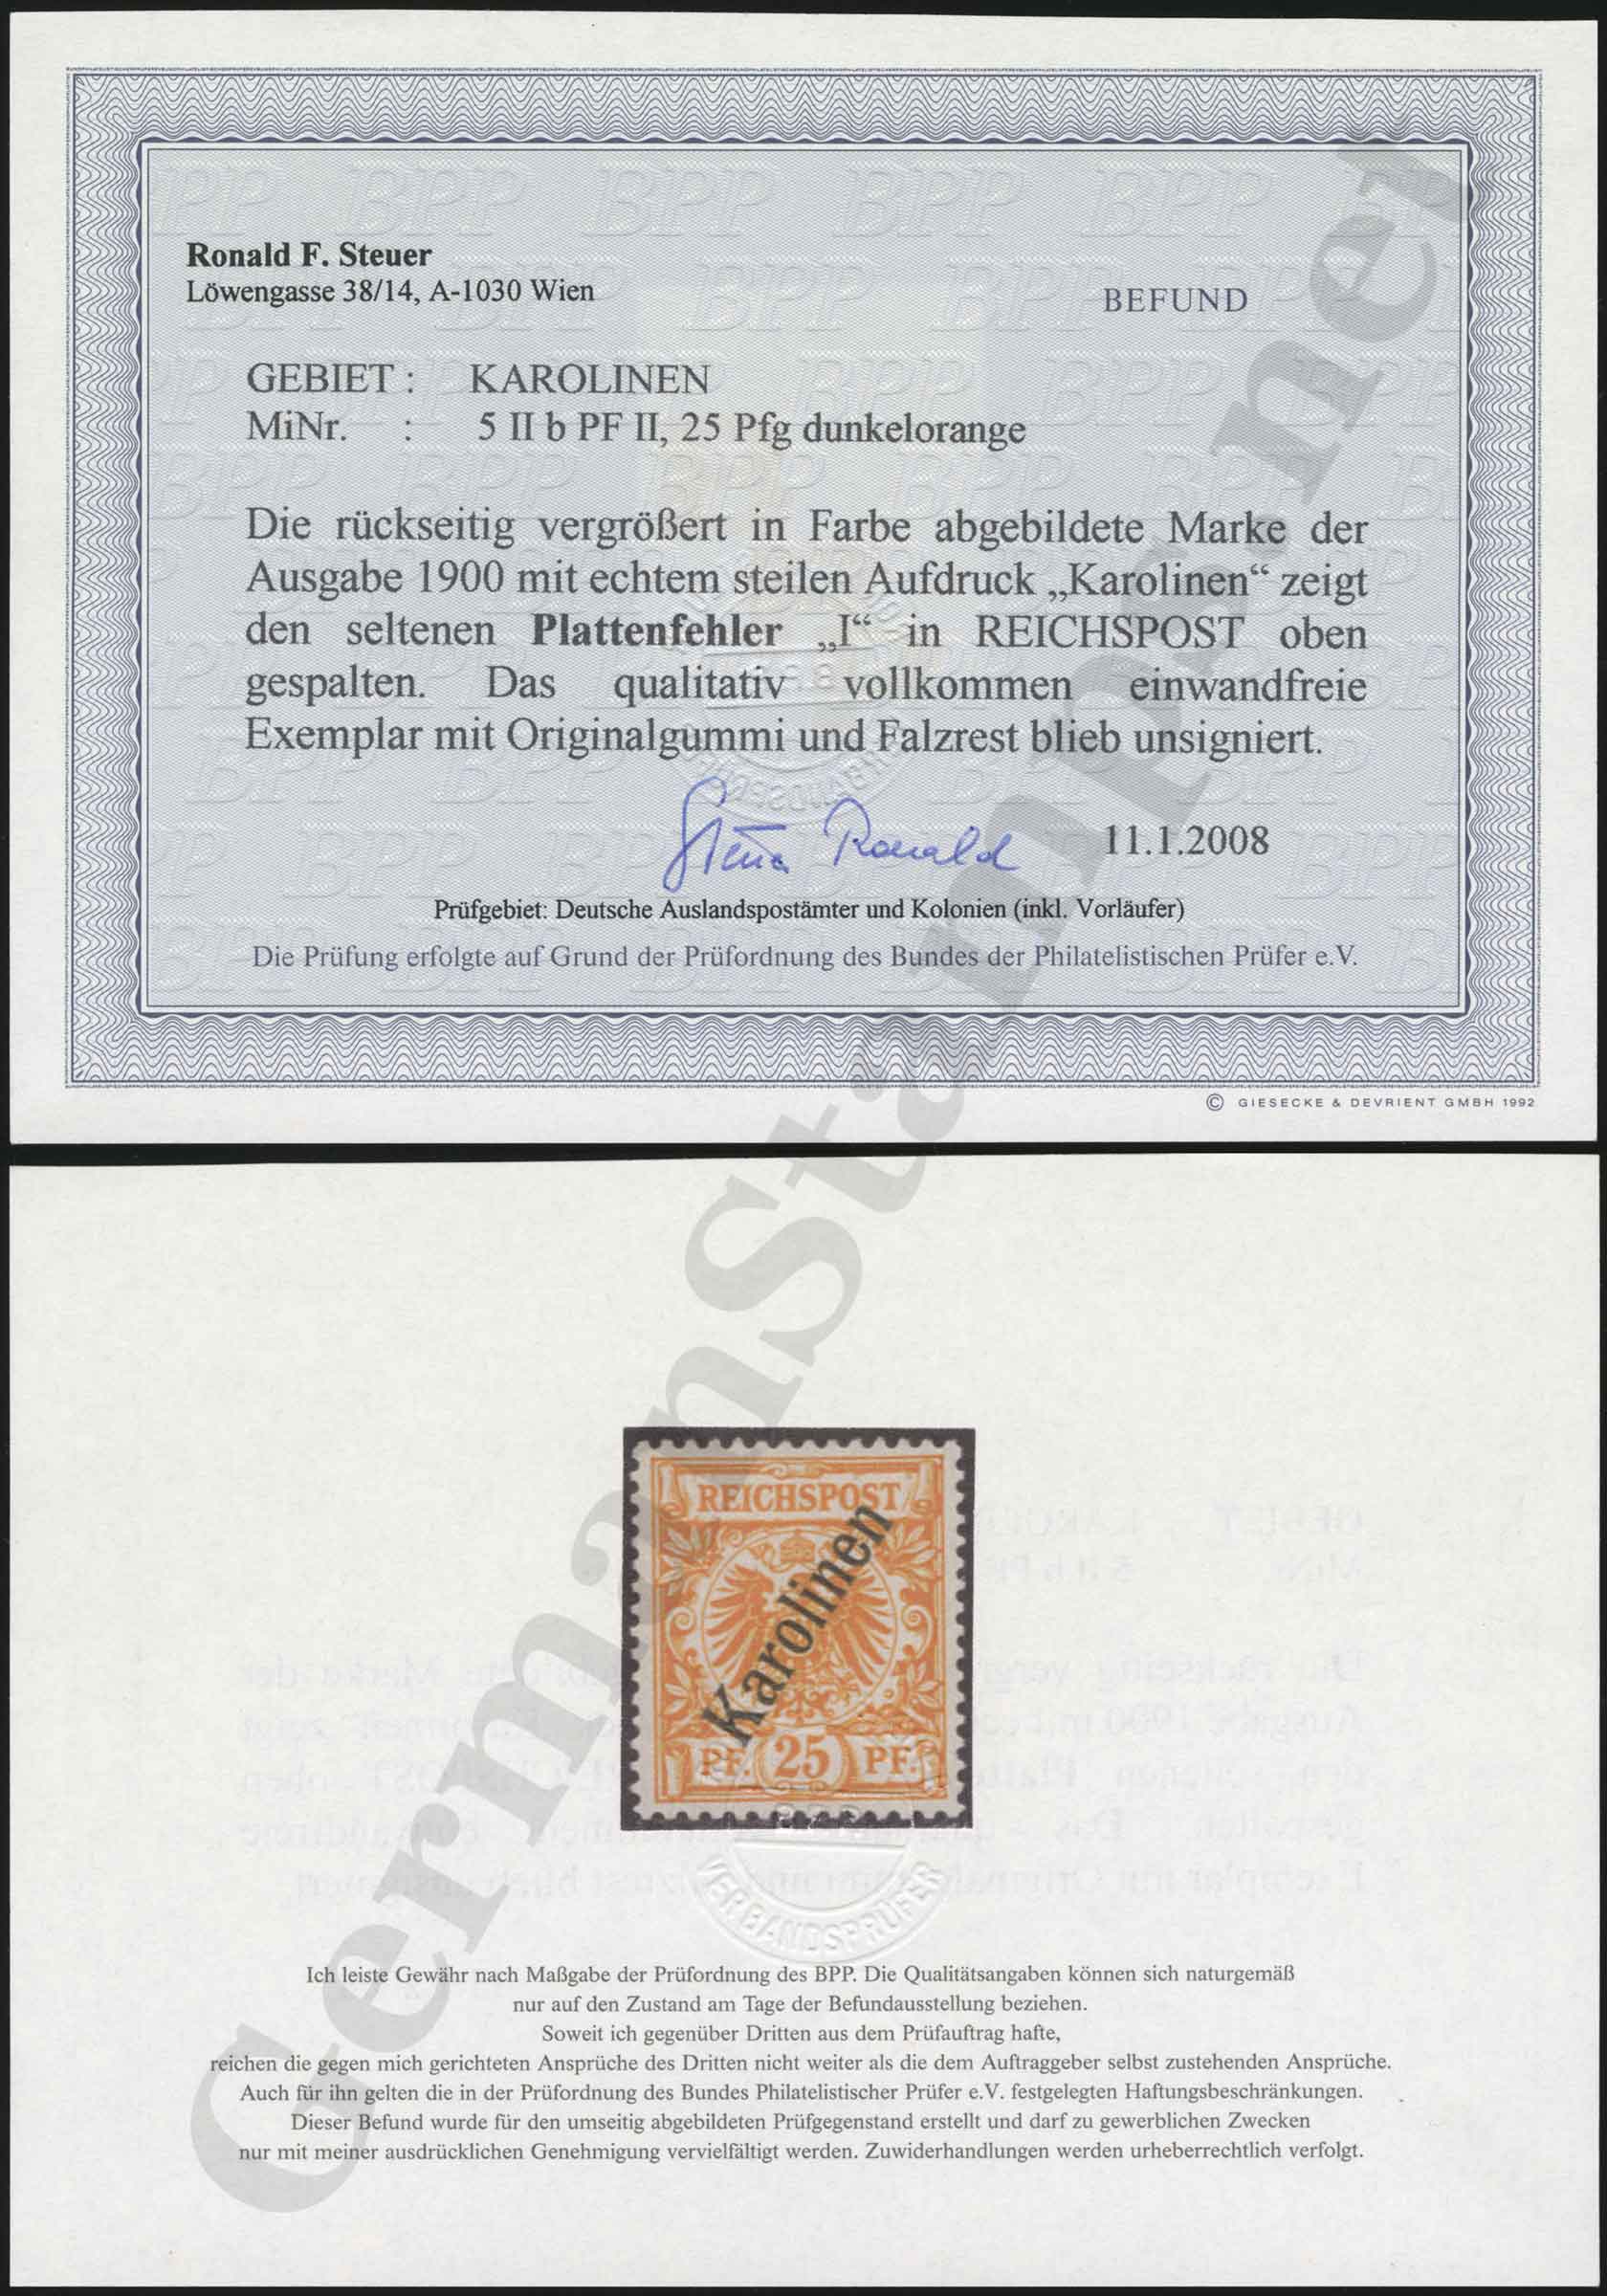 Ronald F. Steuer
Löwengasse 38/14, A-1030 Wien
BEFUND
GEBIET : KAROLINEN
MiNr. : 5 II b PF II, 25 Pfg dunkelorange
Die rückseitig vergrößert in Farbe abgebildete Marke der
Ausgabe 1900 mit echtem steilen Aufdruck „Karolinen“ zeigt
den seltenen Plattenfehler „I“ in REICHSPOST oben
gespalten. Das qualitativ vollkommen einwandfreie
Exemplar mit Originalgummi und Falzrest blieb unsigniert.
Steuer Ronald 11.1.2008
Prüfgebiet: Deutsche Auslandspostämter und Kolonien (inkl. Vorläufer)
Die Prüfung erfolgte auf Grund der Prüfordnung des Bundes der Philatelistischen Prüfer e.V.
© GIESECKE & DEVRIENT GMBH 1992
GermanStamps.net
REICHSPOST
Karolinen
PF. 25 PF.
BPP
VERBANDSPRÜFER
Ich leiste Gewähr nach Maßgabe der Prüfordnung des BPP. Die Qualitätsangaben können sich naturgemäß
nur auf den Zustand am Tage der Befundausstellung beziehen.
Soweit ich gegenüber Dritten aus dem Prüfauftrag hafte,
reichen die gegen mich gerichteten Ansprüche des Dritten nicht weiter als die dem Auftraggeber selbst zustehenden Ansprüche.
Auch für ihn gelten die in der Prüfordnung des Bundes Philatelistischer Prüfer e.V. festgelegten Haftungsbeschränkungen.
Dieser Befund wurde für den umseitig abgebildeten Prüfgegenstand erstellt und darf zu gewerblichen Zwecken
nur mit meiner ausdrücklichen Genehmigung vervielfältigt werden. Zuwiderhandlungen werden urheberrechtlich verfolgt.